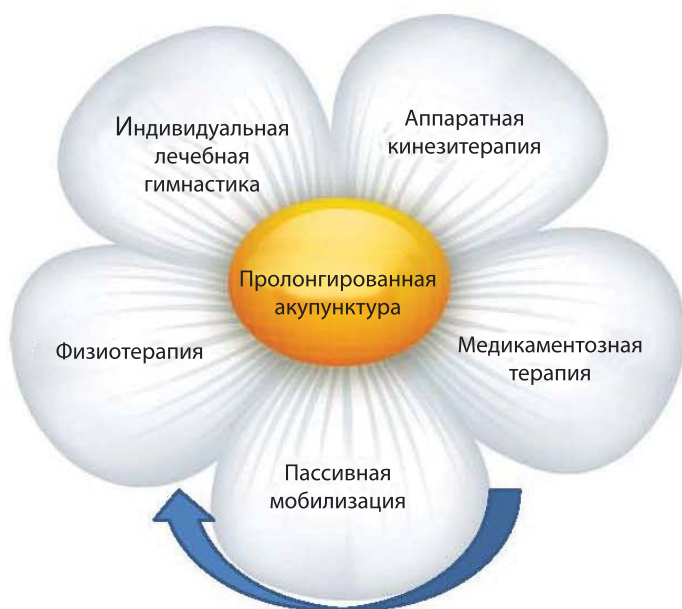 Индивидуальная
лечебная
гимнастика
Аппаратная
кинезитерапия
Пролонгированная
акупунктура
Физиотерапия
Медикаментозная
терапия
Пассивная
мобилизация